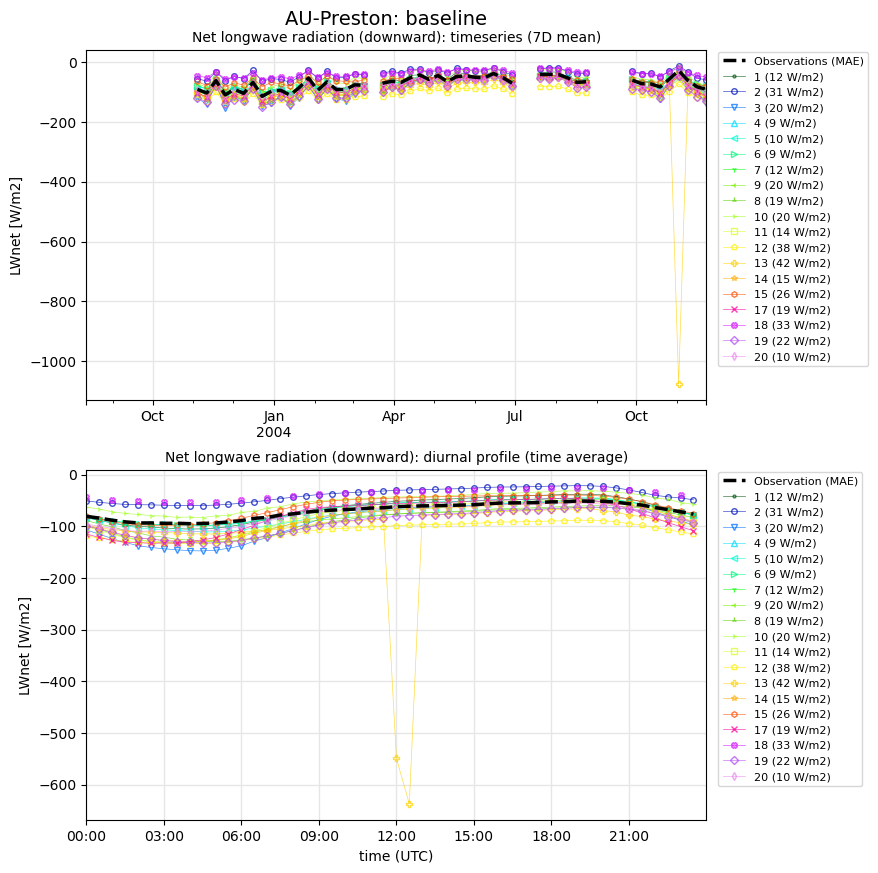 AU-Preston: baseline
Net longwave radiation (downward): timeseries (7D mean)
0
−200
−400
−600
−800
−1000
LWnet [W/m2]
Oct
Jan
2004
Apr
Jul
Oct
Observations (MAE)
1 (12 W/m2)
2 (31 W/m2)
3 (20 W/m2)
4 (9 W/m2)
5 (10 W/m2)
6 (9 W/m2)
7 (12 W/m2)
9 (20 W/m2)
8 (19 W/m2)
10 (20 W/m2)
11 (14 W/m2)
12 (38 W/m2)
13 (42 W/m2)
14 (15 W/m2)
15 (26 W/m2)
17 (19 W/m2)
18 (33 W/m2)
19 (22 W/m2)
20 (10 W/m2)
Net longwave radiation (downward): diurnal profile (time average)
0
−100
−200
−300
−400
−500
−600
LWnet [W/m2]
00:00
03:00
06:00
09:00
12:00
15:00
18:00
21:00
time (UTC)
Observation (MAE)
1 (12 W/m2)
2 (31 W/m2)
3 (20 W/m2)
4 (9 W/m2)
5 (10 W/m2)
6 (9 W/m2)
7 (12 W/m2)
9 (20 W/m2)
8 (19 W/m2)
10 (20 W/m2)
11 (14 W/m2)
12 (38 W/m2)
13 (42 W/m2)
14 (15 W/m2)
15 (26 W/m2)
17 (19 W/m2)
18 (33 W/m2)
19 (22 W/m2)
20 (10 W/m2)